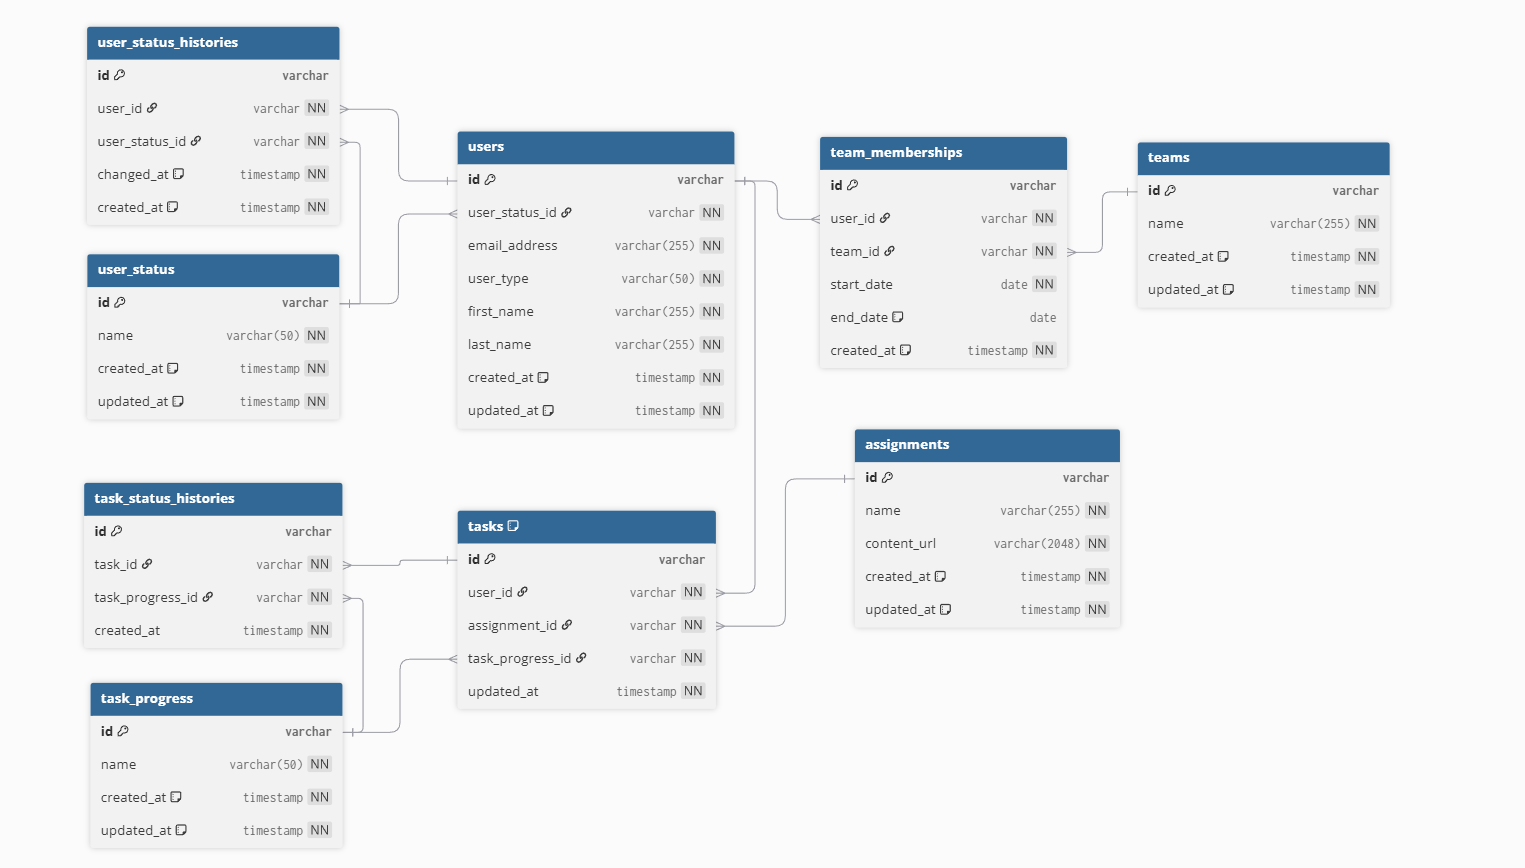 user_status_histories
id varchar
user_id varchar NN
user_status_id varchar NN
changed_at timestamp NN
created_at timestamp NN
user_status
id varchar
name varchar(50) NN
created_at timestamp NN
updated_at timestamp NN
users
id varchar
user_status_id varchar NN
email_address varchar(255) NN
user_type varchar(50) NN
first_name varchar(255) NN
last_name varchar(255) NN
created_at timestamp NN
updated_at timestamp NN
team_memberships
id varchar
user_id varchar NN
team_id varchar NN
start_date date NN
end_date date
created_at timestamp NN
teams
id varchar
name varchar(255) NN
created_at timestamp NN
updated_at timestamp NN
task_status_histories
id varchar
task_id varchar NN
task_progress_id varchar NN
created_at timestamp NN
task_progress
id varchar
name varchar(50) NN
created_at timestamp NN
updated_at timestamp NN
tasks
id varchar
user_id varchar NN
assignment_id varchar NN
task_progress_id varchar NN
updated_at timestamp NN
assignments
id varchar
name varchar(255) NN
content_url varchar(2048) NN
created_at timestamp NN
updated_at timestamp NN